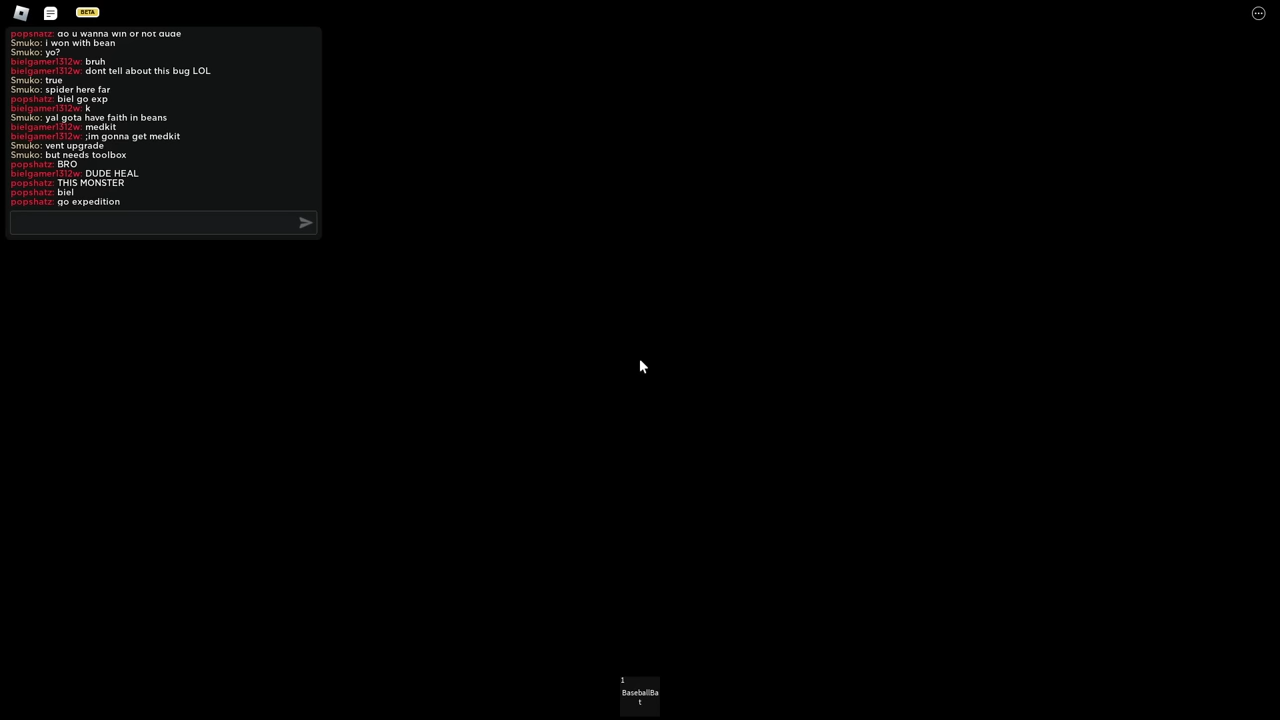 BETA
popshatz: do u wanna win or not dude
Smuko: i won with bean
Smuko: yo?
bielgamer1312w: bruh
bielgamer1312w: dont tell about this bug LOL
Smuko: true
Smuko: spider here far
popshatz: biel go exp
bielgamer1312w: k
Smuko: yal gota have faith in beans
bielgamer1312w: medkit
bielgamer1312w: ;im gonna get medkit
Smuko: vent upgrade
Smuko: but needs toolbox
popshatz: BRO
bielgamer1312w: DUDE HEAL
popshatz: THIS MONSTER
popshatz: biel
popshatz: go expedition
1
BaseballBa
t